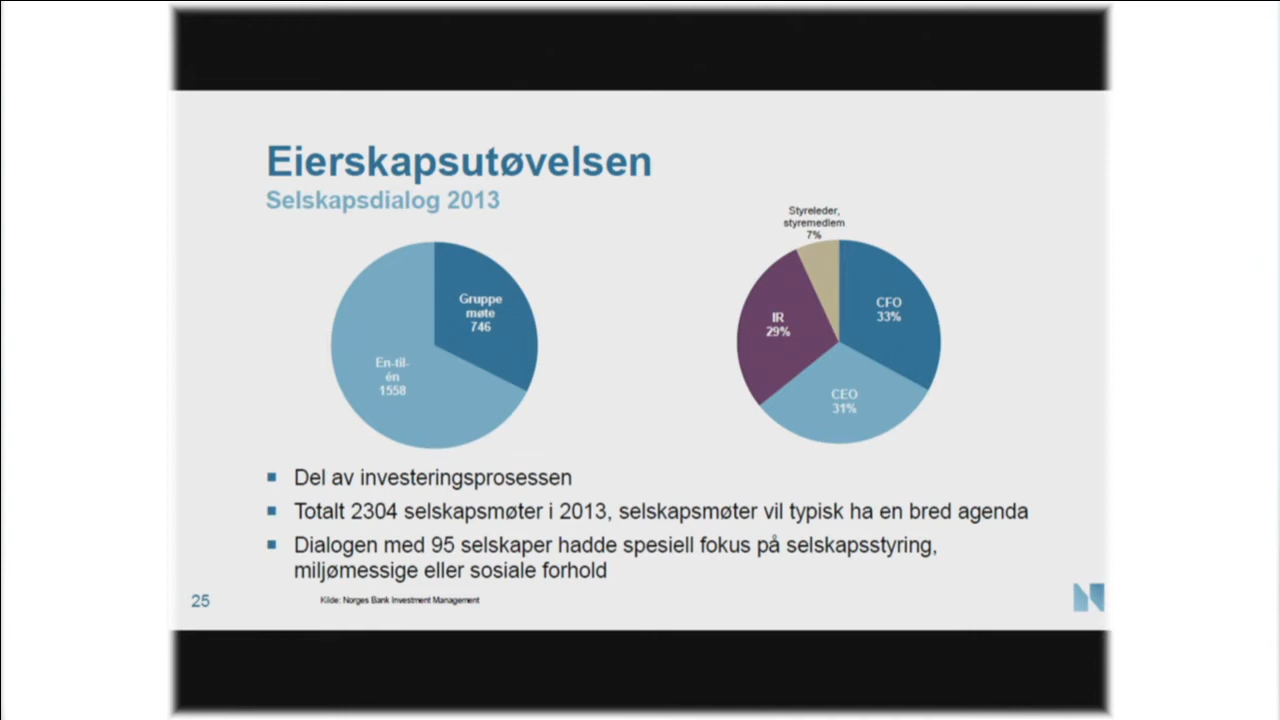 Eierskapsutøvelsen
Selskapsdialog 2013
Gruppe
møte
746
En-til-
én
1558
Styreleder,
styremedlem
7%
CFO
33%
IR
29%
CEO
31%
Del av investeringsprosessen
Totalt 2304 selskapsmøter i 2013, selskapsmøter vil typisk ha en bred agenda
Dialogen med 95 selskaper hadde spesiell fokus på selskapsstyring,
miljømessige eller sosiale forhold
25
Kilde: Norges Bank Investment Management